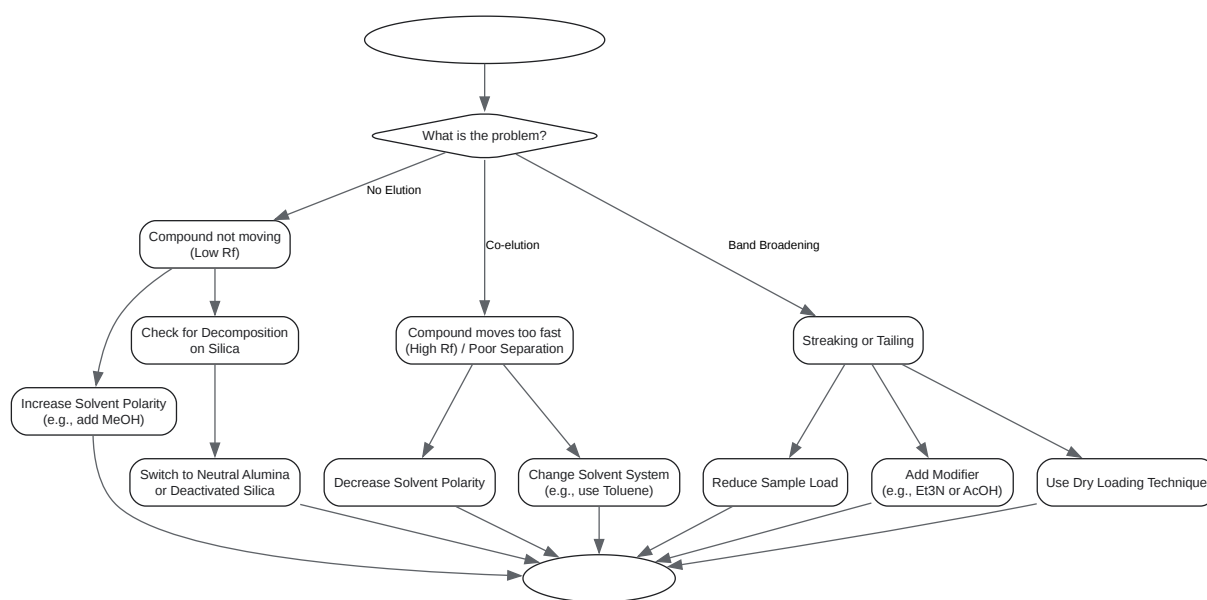 What is the problem?
No Elution
Compound not moving
(Low Rf)
Co-elution
Band Broadening
Check for Decomposition
on Silica
Compound moves too fast
(High Rf) / Poor Separation
Streaking or Tailing
Increase Solvent Polarity
(e.g., add MeOH)
Switch to Neutral Alumina
or Deactivated Silica
Decrease Solvent Polarity
Change Solvent System
(e.g., use Toluene)
Reduce Sample Load
Add Modifier
(e.g., Et3N or AcOH)
Use Dry Loading Technique